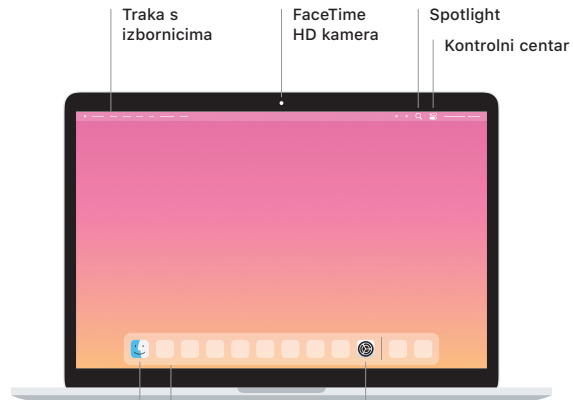 Traka s
izbornicima
FaceTime
HD kamera
Spotlight
Kontrolni centar